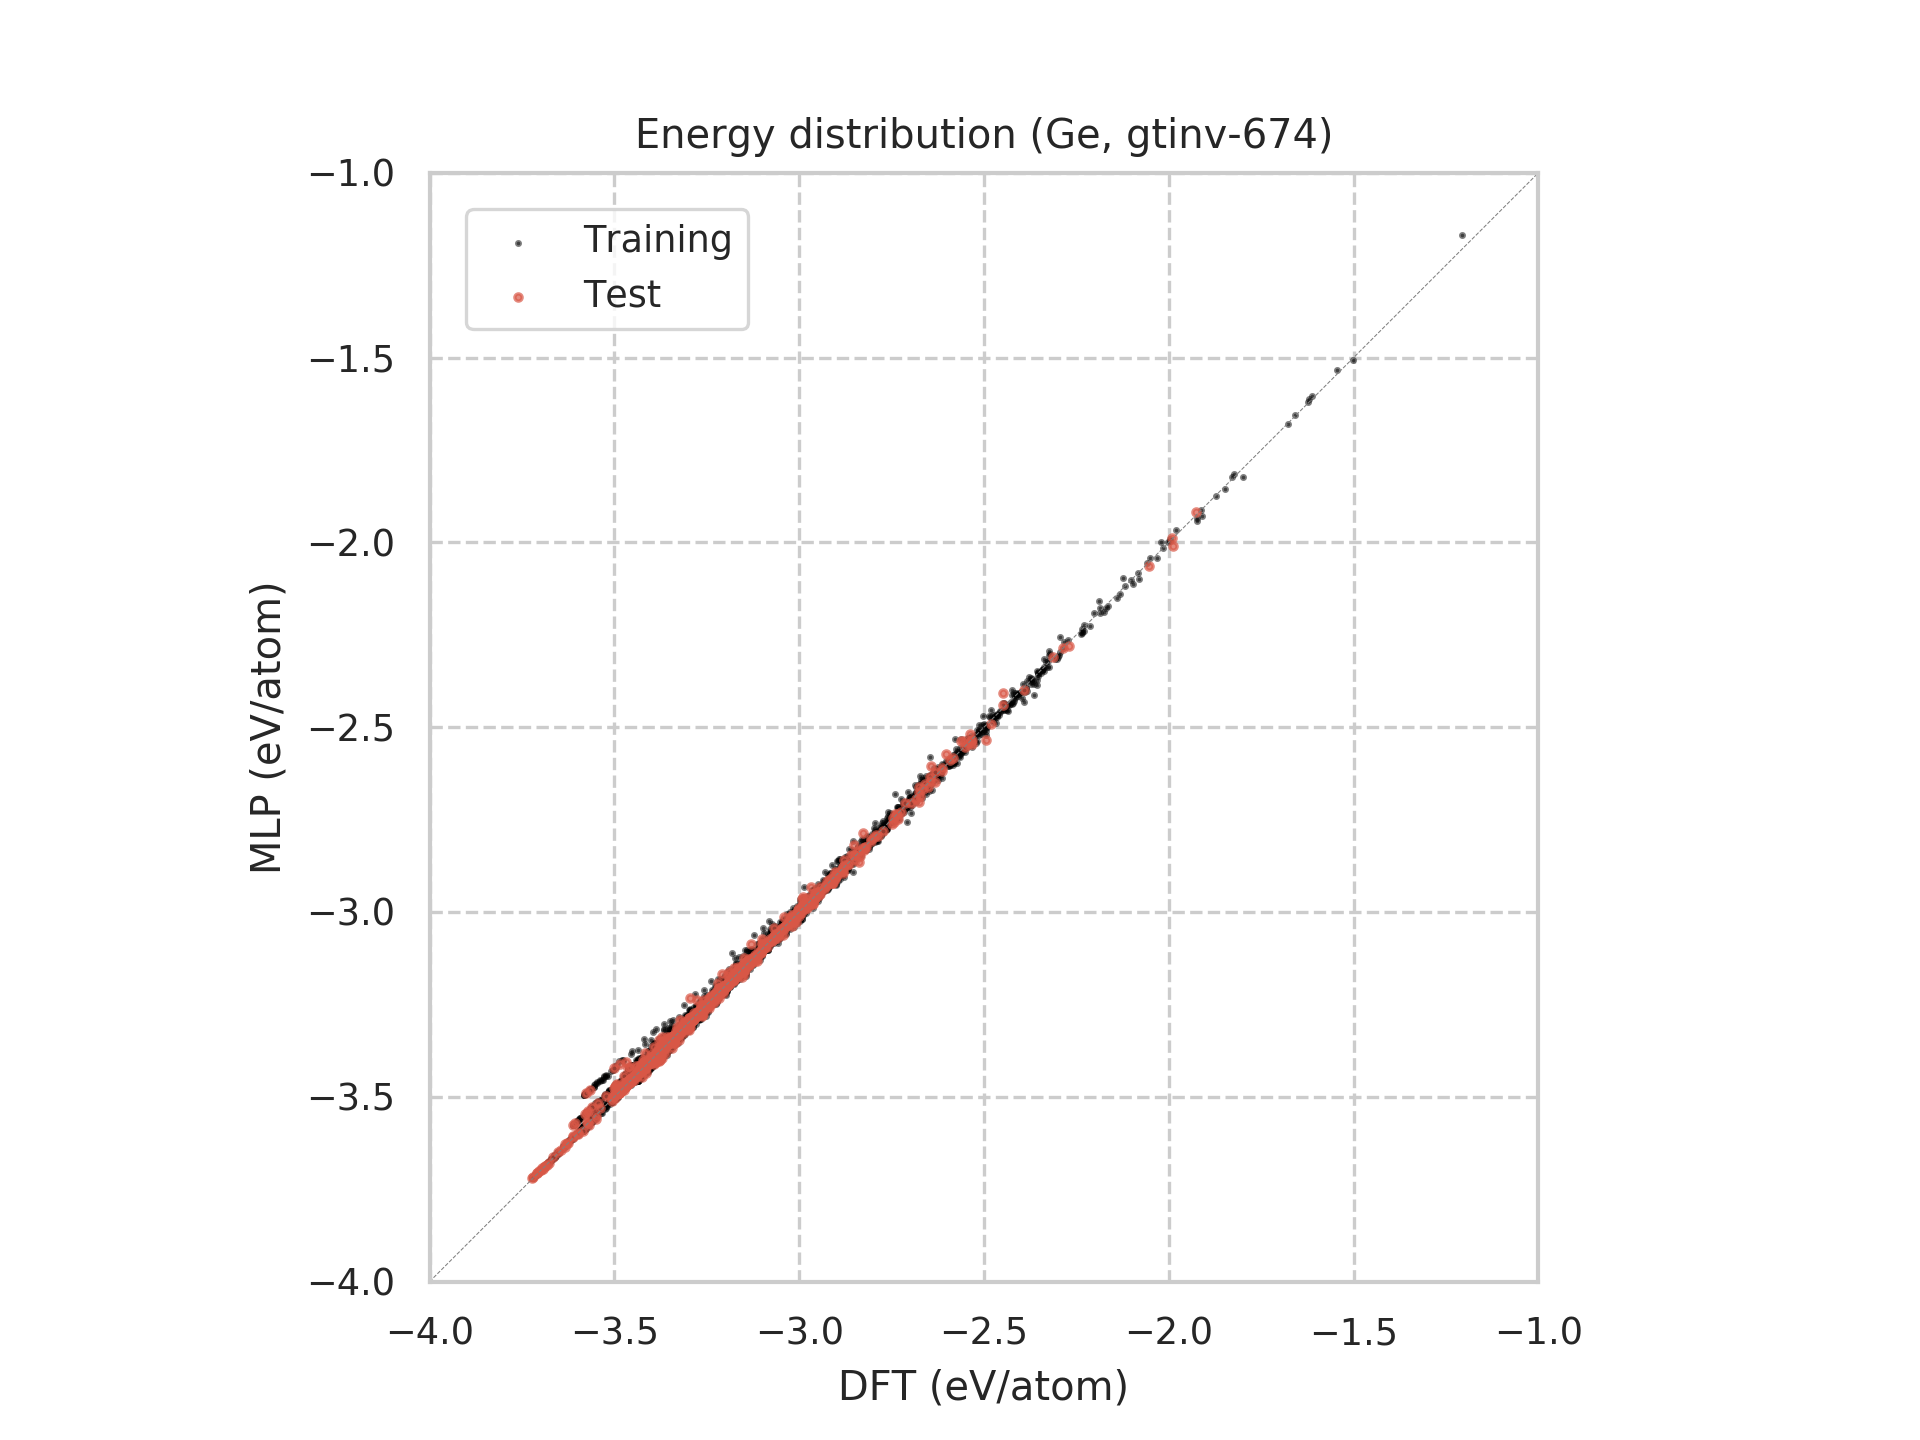 Energy distribution (Ge, gtinv-674)
Training
Test
MLP (eV/atom)
−1.0
−1.5
−2.0
−2.5
−3.0
−3.5
−4.0
−4.0 −3.5 −3.0 −2.5 −2.0 −1.5 −1.0
DFT (eV/atom)